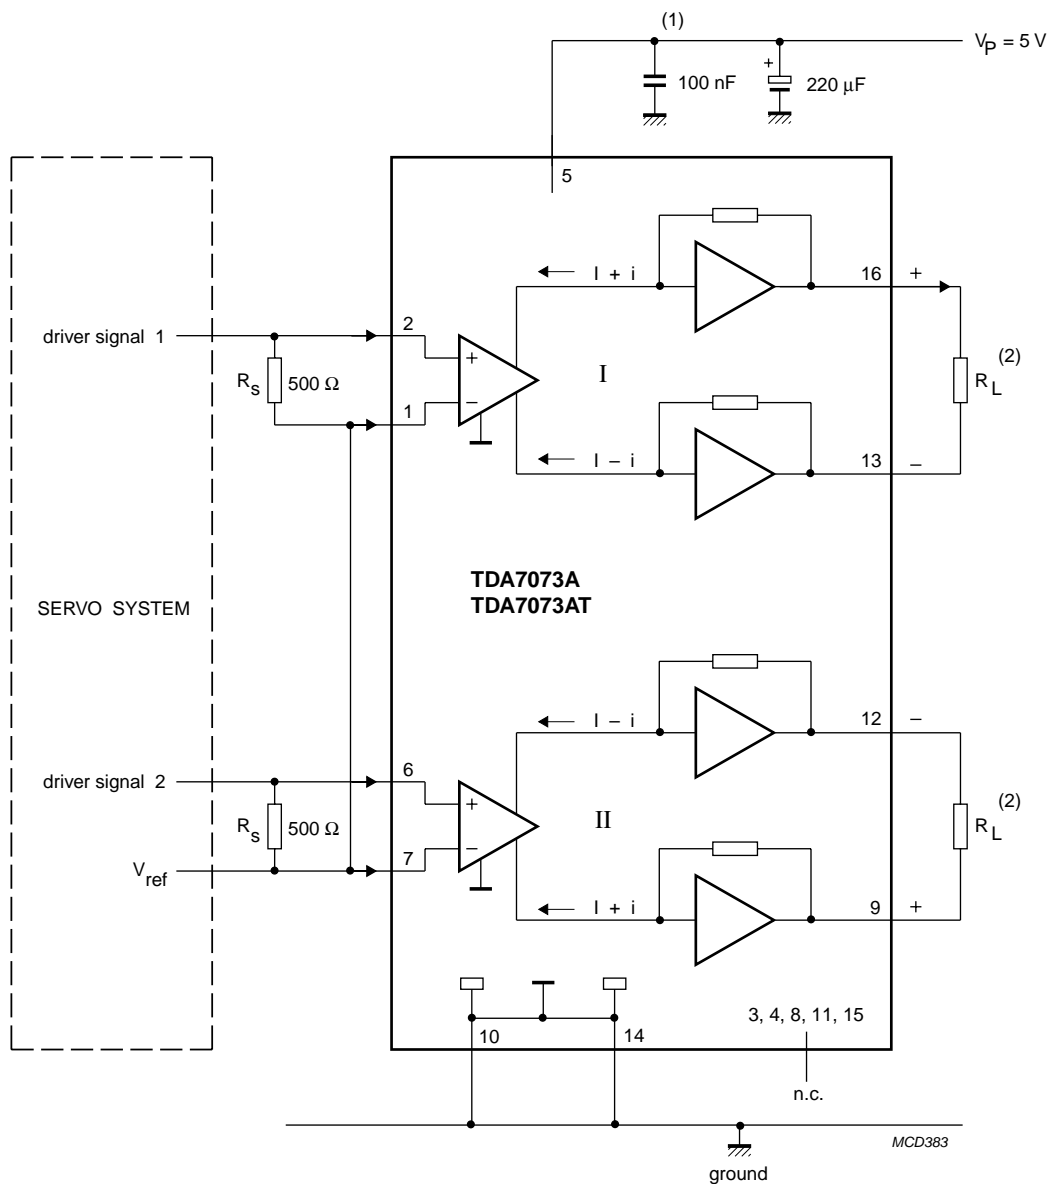 (1)
V_P = 5 V
100 nF
+
220 µF
5
I + i
16 +
driver signal 1
2
+
R_s 500 Ω
I
(2)
R_L
1
−
I − i
13 −
TDA7073A
TDA7073AT
SERVO SYSTEM
I − i
12 −
driver signal 2
6
+
R_s 500 Ω
II
(2)
R_L
V_ref
7
−
I + i
9 +
10
14
3, 4, 8, 11, 15
n.c.
MCD383
ground